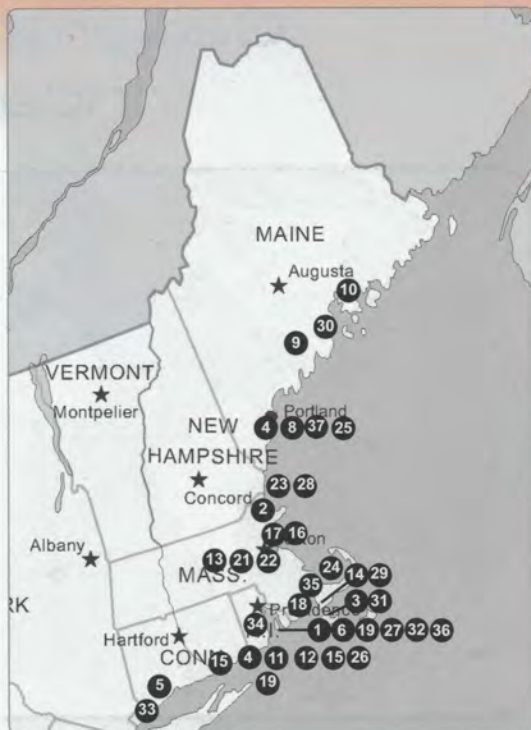 MAINE
Augusta
10
30
9
VERMONT
Montpelier
NEW
HAMPSHIRE
Portland
4 8 37 25
Concord
23 28
2
17 16
Albany
13 21 22
MASS.
24 14 29
35
18 3 31
Providence
34
1 6 19 27 32 36
Hartford
CONN
15 4 11 12 15 26
5 19
33